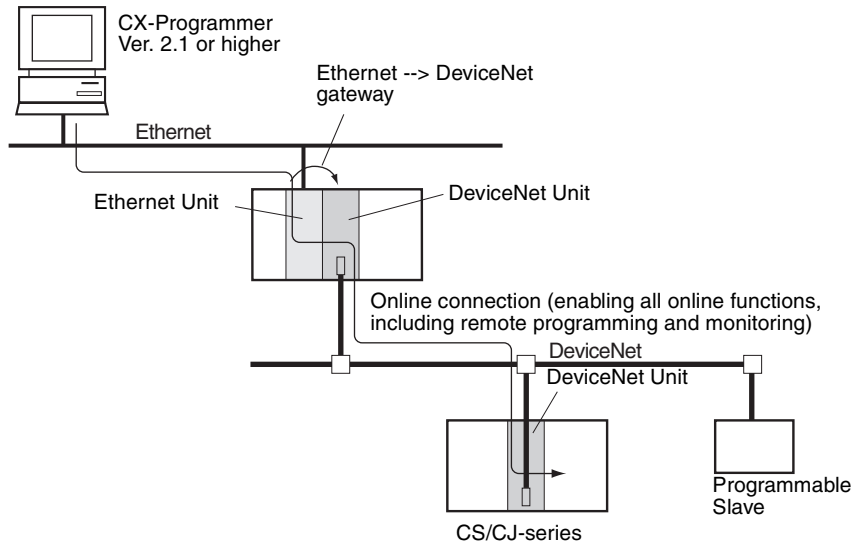 CX-Programmer
Ver. 2.1 or higher
Ethernet --> DeviceNet
gateway
Ethernet
Ethernet Unit
DeviceNet Unit
Online connection (enabling all online functions,
including remote programming and monitoring)
DeviceNet
DeviceNet Unit
Programmable
Slave
CS/CJ-series